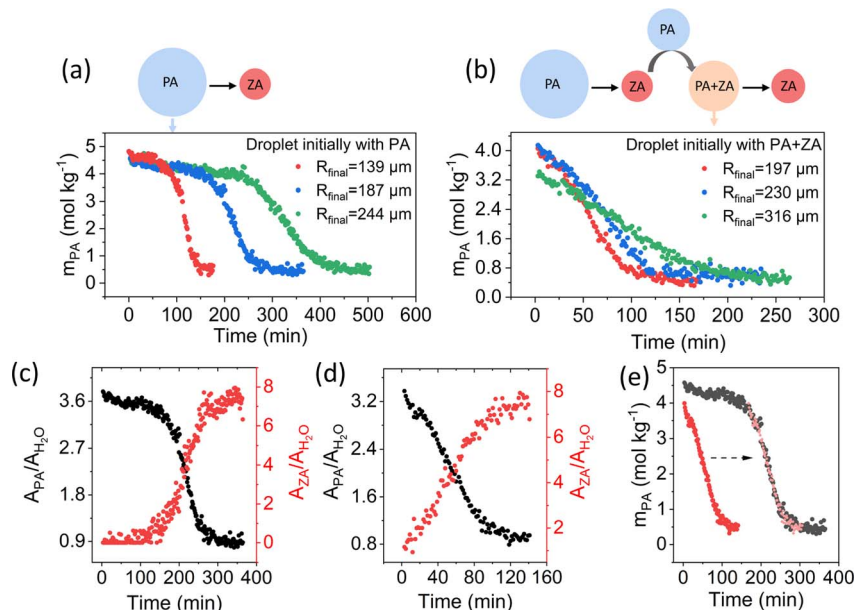 (a)
PA
ZA
m_PA (mol kg⁻¹)
5
4
3
2
1
0
Droplet initially with PA
R_final=139 μm
R_final=187 μm
R_final=244 μm
0 100 200 300 400 500 600
Time (min)
(b)
PA
PA
ZA
PA+ZA
ZA
m_PA (mol kg⁻¹)
4.0
3.2
2.4
1.6
0.8
0.0
Droplet initially with PA+ZA
R_final=197 μm
R_final=230 μm
R_final=316 μm
0 50 100 150 200 250 300
Time (min)
(c)
A_PA/A_H₂O
3.6
2.7
1.8
0.9
8
6
4
2
0
A_ZA/A_H₂O
0 100 200 300 400
Time (min)
(d)
A_PA/A_H₂O
3.2
2.4
1.6
0.8
8
6
4
2
A_ZA/A_H₂O
0 40 80 120 160
Time (min)
(e)
m_PA (mol kg⁻¹)
5
4
3
2
1
0
0 100 200 300 400
Time (min)